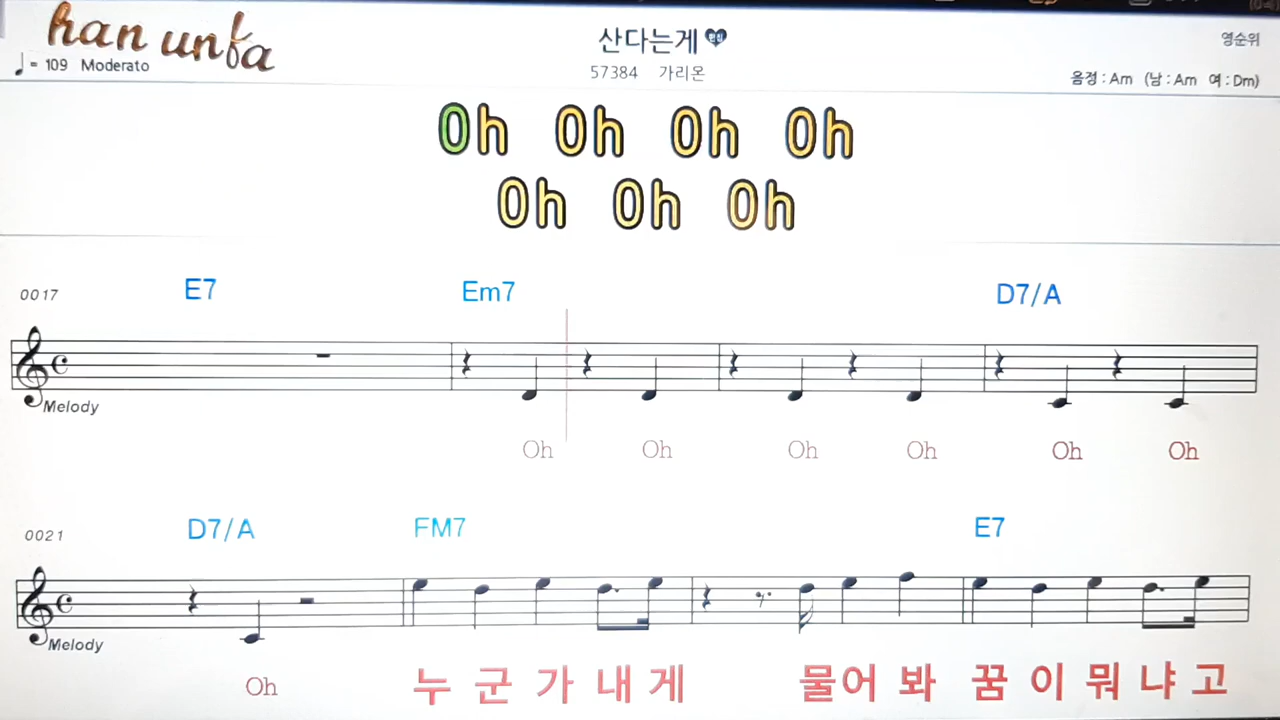 han unfa
산다는게
♩= 109 Moderato
57384 가리온
영순위
음정 : Am (남 : Am 여 : Dm)
Oh Oh Oh Oh
Oh Oh Oh
0017 E7 Em7 D7/A
Melody
Oh Oh Oh Oh Oh Oh
0021 D7/A FM7 E7
Melody
Oh 누 군 가 내 게 물어 봐 꿈 이 뭐 냐 고